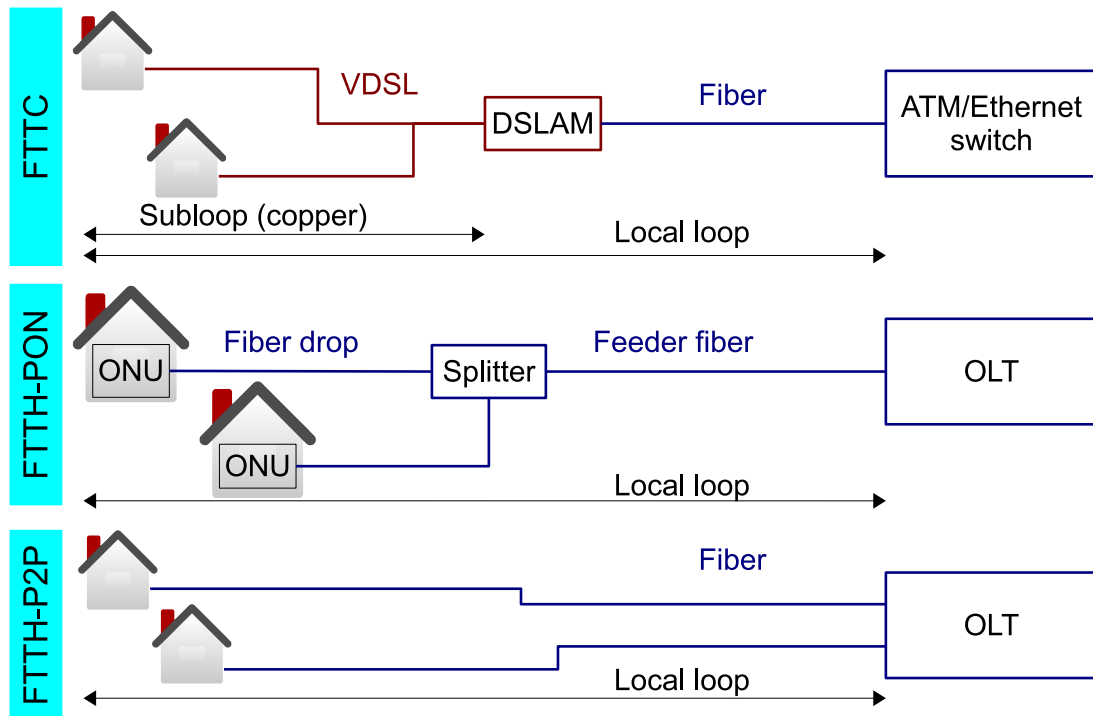 FTTC
VDSL
Fiber
DSLAM
ATM/Ethernet
switch
Subloop (copper)
Local loop
FTTH-PON
ONU
Fiber drop
Splitter
Feeder fiber
OLT
ONU
Local loop
FTTH-P2P
Fiber
OLT
Local loop